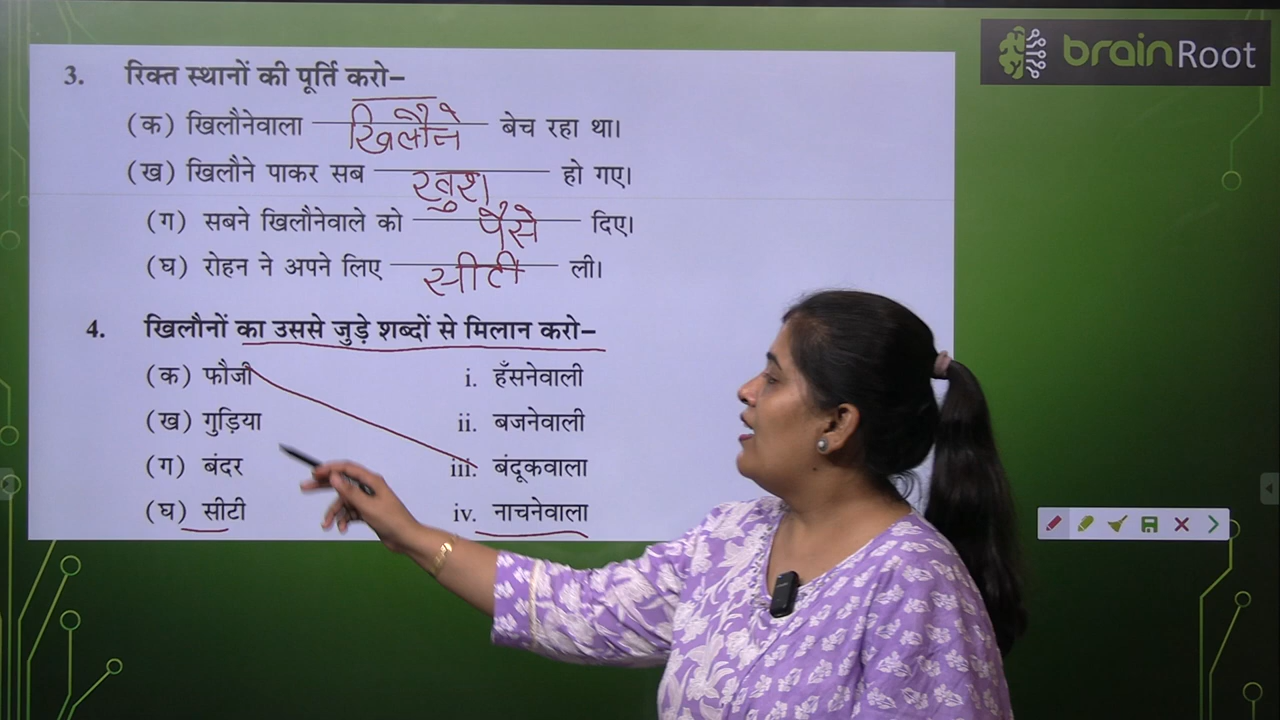 brainRoot
3. रिक्त स्थानों की पूर्ति करो–
(क) खिलौनेवाला खिलौने बेच रहा था।
(ख) खिलौने पाकर सब खुश हो गए।
(ग) सबने खिलौनेवाले को पैसे दिए।
(घ) रोहन ने अपने लिए सीटी ली।
4. खिलौनों का उससे जुड़े शब्दों से मिलान करो–
(क) फौजी i. हँसनेवाली
(ख) गुड़िया ii. बजनेवाली
(ग) बंदर iii. बंदूकवाला
(घ) सीटी iv. नाचनेवाला